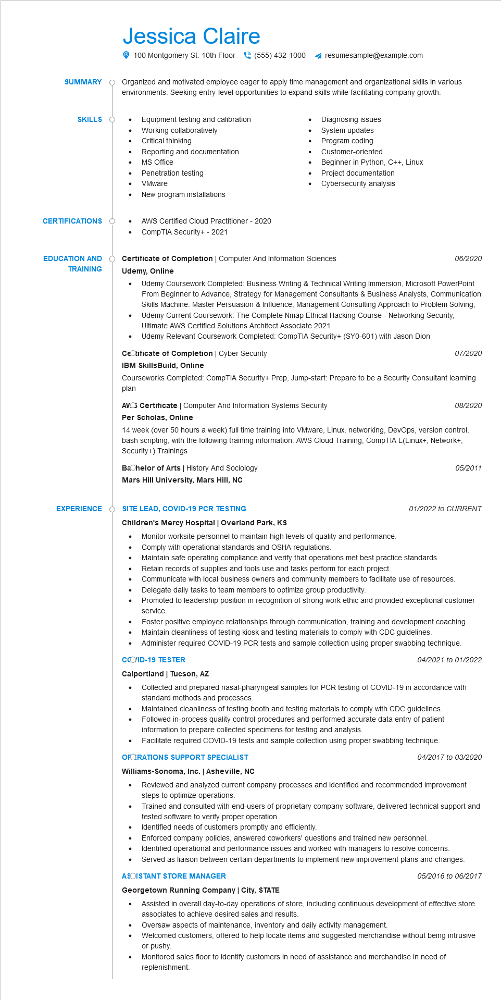 Jessica Claire
100 Montgomery St. 10th Floor (555) 432-1000 resumesample@example.com
SUMMARY
Organized and motivated employee eager to apply time management and organizational skills in various
environments. Seeking entry-level opportunities to expand skills while facilitating company growth.
SKILLS
• Equipment testing and calibration
• Working collaboratively
• Critical thinking
• Reporting and documentation
• MS Office
• Penetration testing
• VMware
• New program installations
• Diagnosing issues
• System updates
• Program coding
• Customer-oriented
• Beginner in Python, C++, Linux
• Project documentation
• Cybersecurity analysis
CERTIFICATIONS
• AWS Certified Cloud Practitioner - 2020
• CompTIA Security+ - 2021
EDUCATION AND
TRAINING
Certificate of Completion | Computer And Information Sciences 06/2020
Udemy, Online
• Udemy Coursework Completed: Business Writing & Technical Writing Immersion, Microsoft PowerPoint
From Beginner to Advance, Strategy for Management Consultants & Business Analysts, Communication
Skills Machine: Master Persuasion & Influence, Management Consulting Approach to Problem Solving,
• Udemy Current Coursework: The Complete Nmap Ethical Hacking Course - Networking Security,
Ultimate AWS Certified Solutions Architect Associate 2021
• Udemy Relevant Coursework Completed: CompTIA Security+ (SY0-601) with Jason Dion
Certificate of Completion | Cyber Security 07/2020
IBM SkillsBuild, Online
Courseworks Completed: CompTIA Security+ Prep, Jump-start: Prepare to be a Security Consultant learning
plan
AWS Certificate | Computer And Information Systems Security 08/2020
Per Scholas, Online
14 week (over 50 hours a week) full time training into VMware, Linux, networking, DevOps, version control,
bash scripting, with the following training information: AWS Cloud Training, CompTIA L(Linux+, Network+,
Security+) Trainings
Bachelor of Arts | History And Sociology 05/2011
Mars Hill University, Mars Hill, NC
EXPERIENCE
SITE LEAD, COVID-19 PCR TESTING 01/2022 to CURRENT
Children's Mercy Hospital | Overland Park, KS
• Monitor worksite personnel to maintain high levels of quality and performance.
• Comply with operational standards and OSHA regulations.
• Maintain safe operating compliance and verify that operations met best practice standards.
• Retain records of supplies and tools use and tasks perform for each project.
• Communicate with local business owners and community members to facilitate use of resources.
• Delegate daily tasks to team members to optimize group productivity.
• Promoted to leadership position in recognition of strong work ethic and provided exceptional customer
service.
• Foster positive employee relationships through communication, training and development coaching.
• Maintain cleanliness of testing kiosk and testing materials to comply with CDC guidelines.
• Administer required COVID-19 PCR tests and sample collection using proper swabbing technique.
COVID-19 TESTER 04/2021 to 01/2022
Calportland | Tucson, AZ
• Collected and prepared nasal-pharyngeal samples for PCR testing of COVID-19 in accordance with
standard methods and processes.
• Maintained cleanliness of testing booth and testing materials to comply with CDC guidelines.
• Followed in-process quality control procedures and performed accurate data entry of patient
information to prepare collected specimens for testing and analysis.
• Facilitate required COVID-19 tests and sample collection using proper swabbing technique.
OPERATIONS SUPPORT SPECIALIST 04/2017 to 03/2020
Williams-Sonoma, Inc. | Asheville, NC
• Reviewed and analyzed current company processes and identified and recommended improvement
steps to optimize operations.
• Trained and consulted with end-users of proprietary company software, delivered technical support and
tested software to verify proper operation.
• Identified needs of customers promptly and efficiently.
• Enforced company policies, answered coworkers' questions and trained new personnel.
• Identified operational and performance issues and worked with managers to resolve concerns.
• Served as liaison between certain departments to implement new improvement plans and changes.
ASSISTANT STORE MANAGER 05/2016 to 06/2017
Georgetown Running Company | City, STATE
• Assisted in overall day-to-day operations of store, including continuous development of effective store
associates to achieve desired sales and results.
• Oversaw aspects of maintenance, inventory and daily activity management.
• Welcomed customers, offered to help locate items and suggested merchandise without being intrusive
or pushy.
• Monitored sales floor to identify customers in need of assistance and merchandise in need of
replenishment.